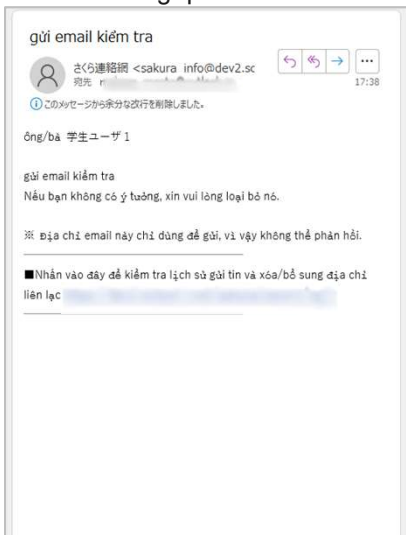 gửi email kiểm tra
さくら連絡網 <sakura info@dev2.sc
宛先
17:38
このメッセージから余分な改行を削除しました。
ông/bà 学生ユーザ 1
gửi email kiểm tra
Nếu bạn không có ý tưởng, xin vui lòng loại bỏ nó.
※ Địa chỉ email này chỉ dùng để gửi, vì vậy không thể phản hồi.
■Nhấn vào đây để kiểm tra lịch sử gửi tin và xóa/bổ sung địa chỉ
liên lạc